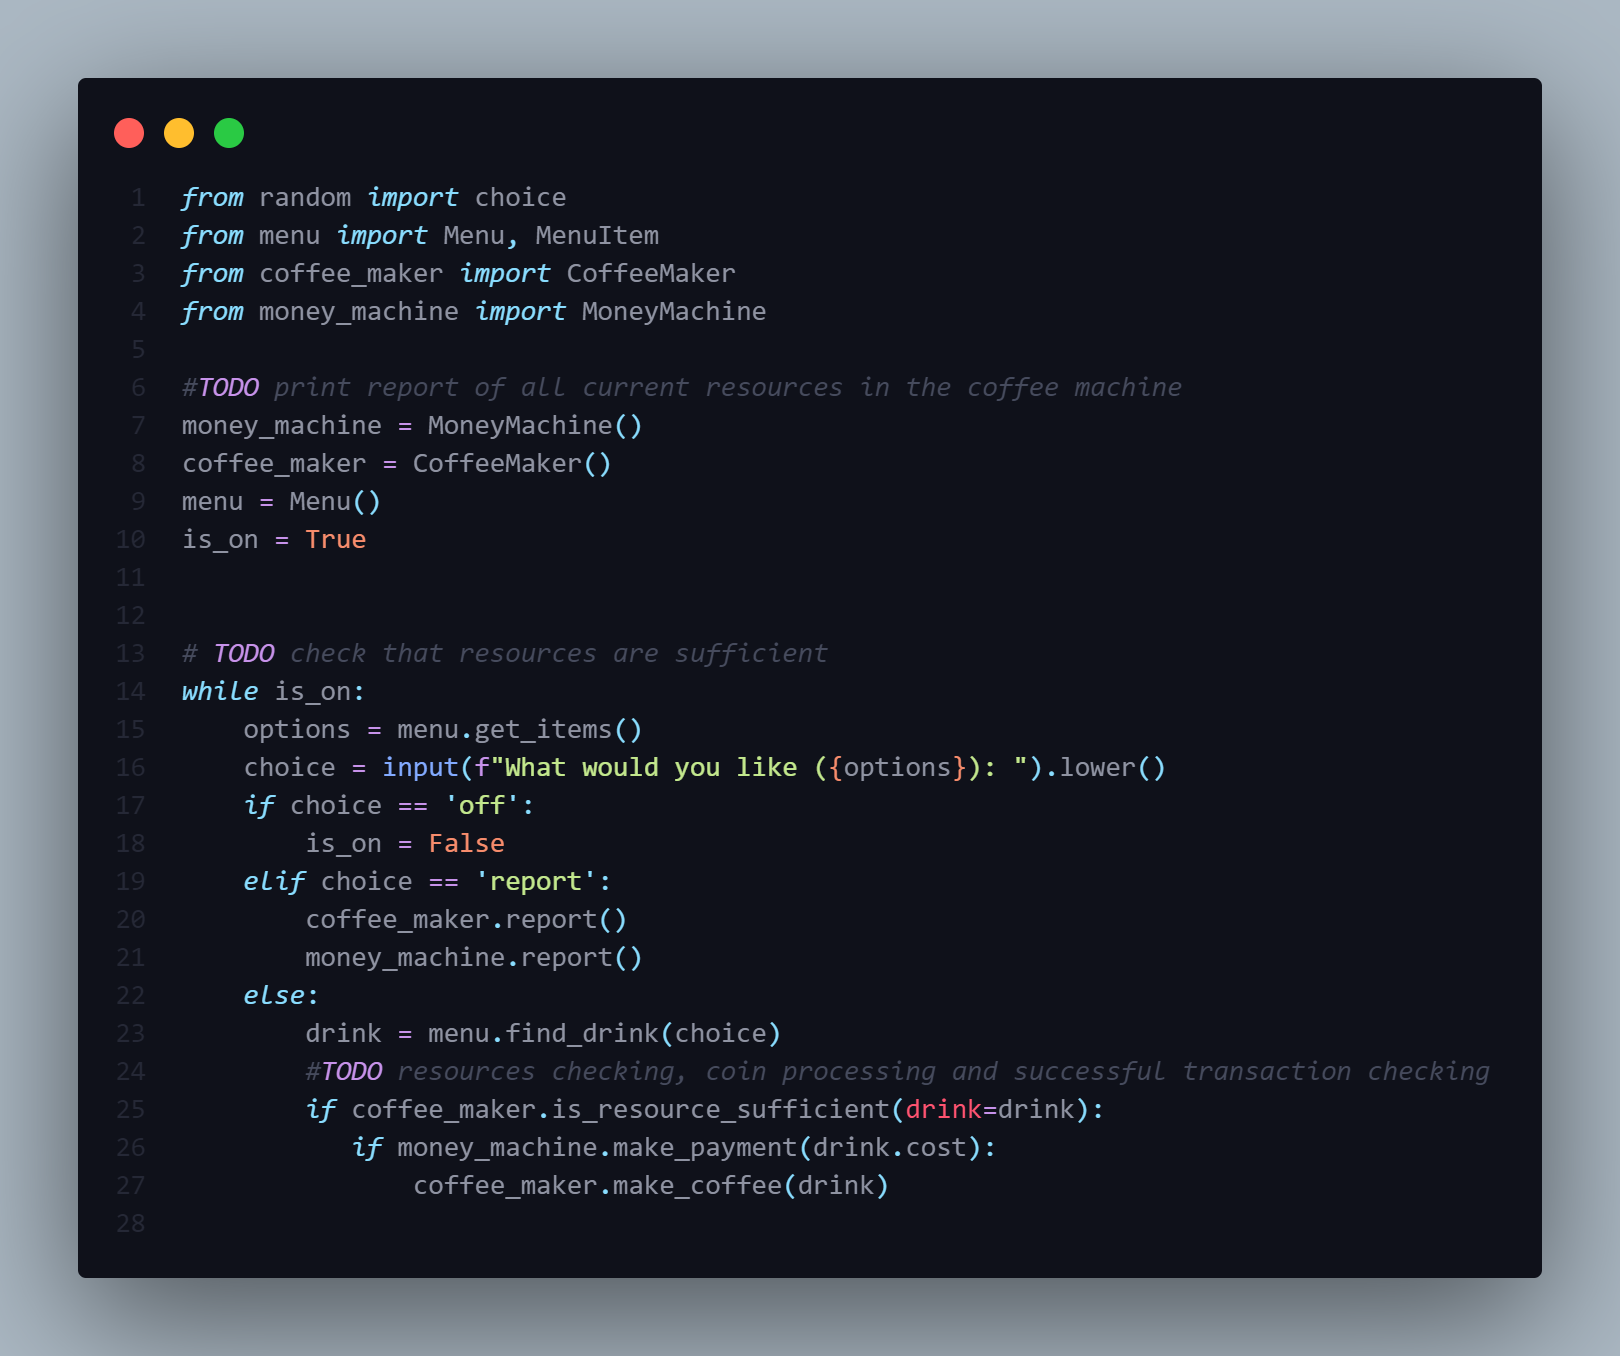 1 from random import choice
2 from menu import Menu, MenuItem
3 from coffee_maker import CoffeeMaker
4 from money_machine import MoneyMachine
5
6 #TODO print report of all current resources in the coffee machine
7 money_machine = MoneyMachine()
8 coffee_maker = CoffeeMaker()
9 menu = Menu()
10 is_on = True
11
12
13 # TODO check that resources are sufficient
14 while is_on:
15     options = menu.get_items()
16     choice = input(f"What would you like ({options}): ").lower()
17     if choice == 'off':
18         is_on = False
19     elif choice == 'report':
20         coffee_maker.report()
21         money_machine.report()
22     else:
23         drink = menu.find_drink(choice)
24         #TODO resources checking, coin processing and successful transaction checking
25         if coffee_maker.is_resource_sufficient(drink=drink):
26            if money_machine.make_payment(drink.cost):
27                coffee_maker.make_coffee(drink)
28